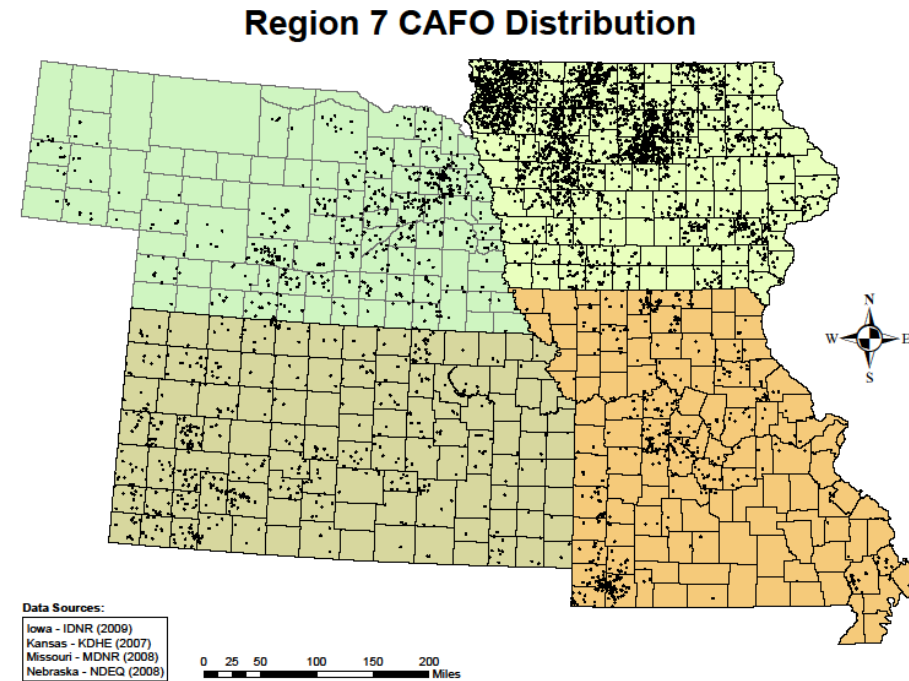 Region 7 CAFO Distribution
N
W E
S
Data Sources:
Iowa - IDNR (2009)
Kansas - KDHE (2007)
Missouri - MDNR (2008)
Nebraska - NDEQ (2008)
0 25 50 100 150 200
Miles